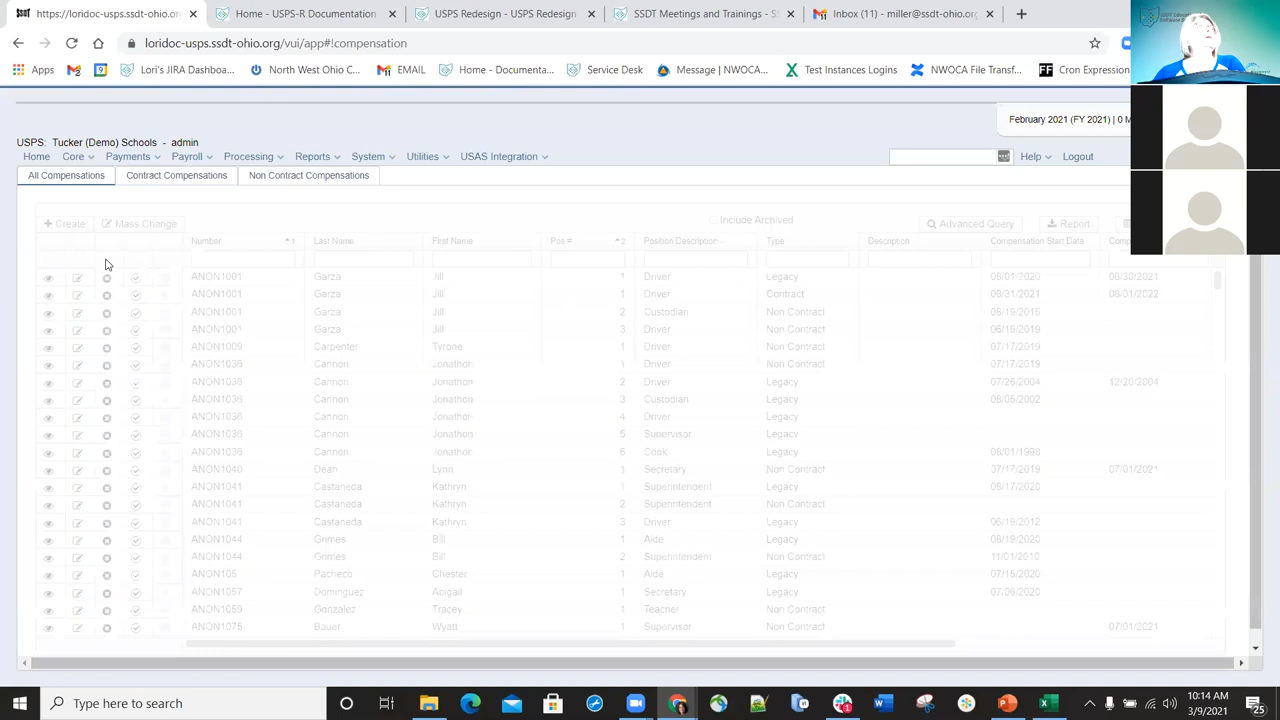 https://loridoc-usps.ssdt-ohio.or
Home - USPS-R Documentation
USPS Redesign - USPS Redesign
SSDT Meetings and Trainings - S
Inbox (11) - miller@ssdt-ohio.org
loridoc-usps.ssdt-ohio.org/vui/app#!compensation
Apps
Lori's JIRA Dashboa...
North West Ohio C...
EMAIL
Home - Documenta...
Service Desk
Message | NWOCA...
Test Instances Logins
NWOCA File Transf...
Cron Expression
February 2021 (FY 2021) | 0 M
USPS: Tucker (Demo) Schools - admin
Home Core Payments Payroll Processing Reports System Utilities USAS Integration Help Logout
All Compensations Contract Compensations Non Contract Compensations
Create Mass Change Include Archived Advanced Query Report
Number 1 Last Name First Name Pos # 2 Position Description Type Description Compensation Start Date Comp
ANON1001 Garza Jill 1 Driver Legacy 08/01/2020 08/30/2021
ANON1001 Garza Jill 1 Driver Contract 08/31/2021 08/01/2022
ANON1001 Garza Jill 2 Custodian Non Contract 08/19/2015
ANON1001 Garza Jill 3 Driver Non Contract 06/19/2019
ANON1009 Carpenter Tyrone 1 Driver Non Contract 07/17/2019
ANON1036 Cannon Jonathon 1 Driver Non Contract 07/17/2019
ANON1036 Cannon Jonathon 2 Driver Legacy 07/26/2004 12/20/2004
ANON1036 Cannon Jonathon 3 Custodian Legacy 08/05/2002
ANON1036 Cannon Jonathon 4 Driver Legacy
ANON1036 Cannon Jonathon 5 Supervisor Legacy
ANON1036 Cannon Jonathon 6 Cook Legacy 06/01/1998
ANON1040 Dean Lynn 1 Secretary Non Contract 07/17/2019 07/01/2021
ANON1041 Castaneda Kathryn 1 Superintendent Legacy 08/17/2020
ANON1041 Castaneda Kathryn 2 Superintendent Non Contract
ANON1041 Castaneda Kathryn 3 Driver Legacy 06/19/2012
ANON1044 Grimes Bill 1 Aide Legacy 08/19/2020
ANON1044 Grimes Bill 2 Superintendent Non Contract 11/01/2010
ANON105 Pacheco Chester 1 Aide Legacy 07/15/2020
ANON1057 Dominguez Abigail 1 Secretary Legacy 07/06/2020
ANON1059 Gonzalez Tracey 1 Teacher Non Contract
ANON1075 Bauer Wyatt 1 Supervisor Non Contract 07/01/2021
Type here to search
10:14 AM
3/9/2021
25